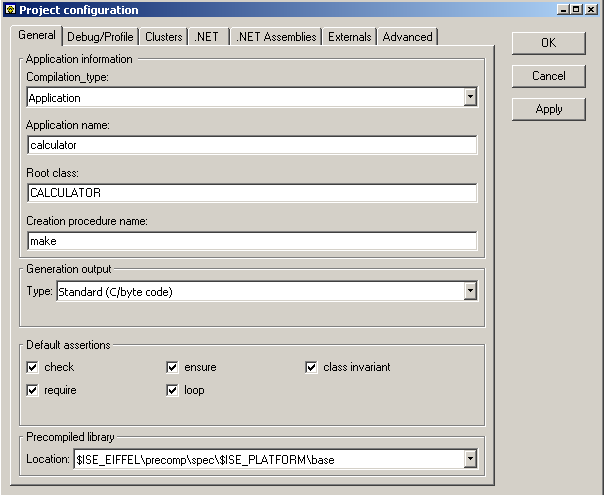 Project configuration
General Debug/Profile Clusters .NET .NET Assemblies Externals Advanced
OK
Cancel
Apply
Application information
Compilation_type:
Application
Application name:
calculator
Root class:
CALCULATOR
Creation procedure name:
make
Generation output
Type: Standard (C/byte code)
Default assertions
check ensure class invariant
require loop
Precompiled library
Location: $ISE_EIFFEL\precomp\spec\$ISE_PLATFORM\base